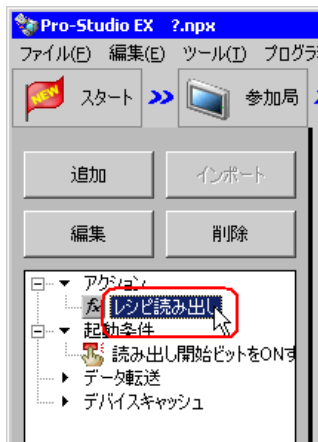 Pro-Studio EX ?.npx
ファイル(F) 編集(E) ツール(T) プログラ
NEW スタート 参加局
追加 インポート
編集 削除
アクション
fx レシピ読み出し
起動条件
読み出し開始ビットをONす
データ転送
デバイスキャッシュ